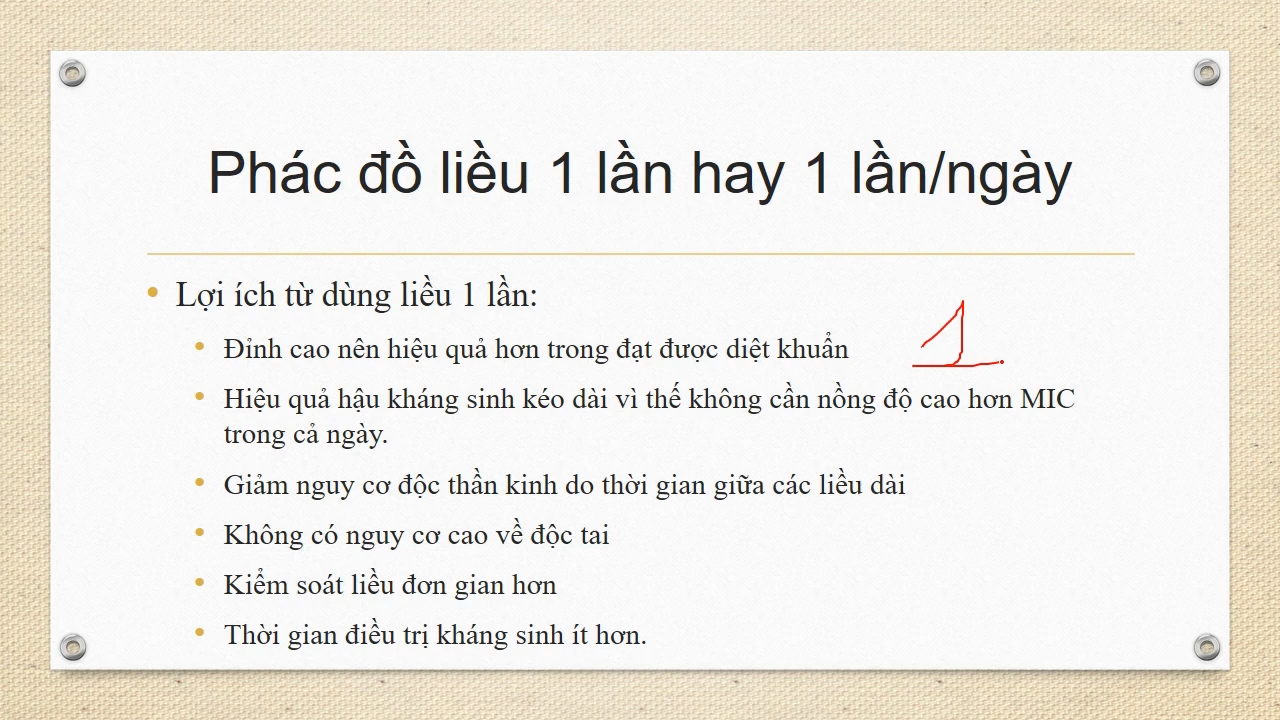 Phác đồ liều 1 lần hay 1 lần/ngày
Lợi ích từ dùng liều 1 lần:
Đỉnh cao nên hiệu quả hơn trong đạt được diệt khuẩn
1
Hiệu quả hậu kháng sinh kéo dài vì thế không cần nồng độ cao hơn MIC
trong cả ngày.
Giảm nguy cơ độc thần kinh do thời gian giữa các liều dài
Không có nguy cơ cao về độc tai
Kiểm soát liều đơn gian hơn
Thời gian điều trị kháng sinh ít hơn.